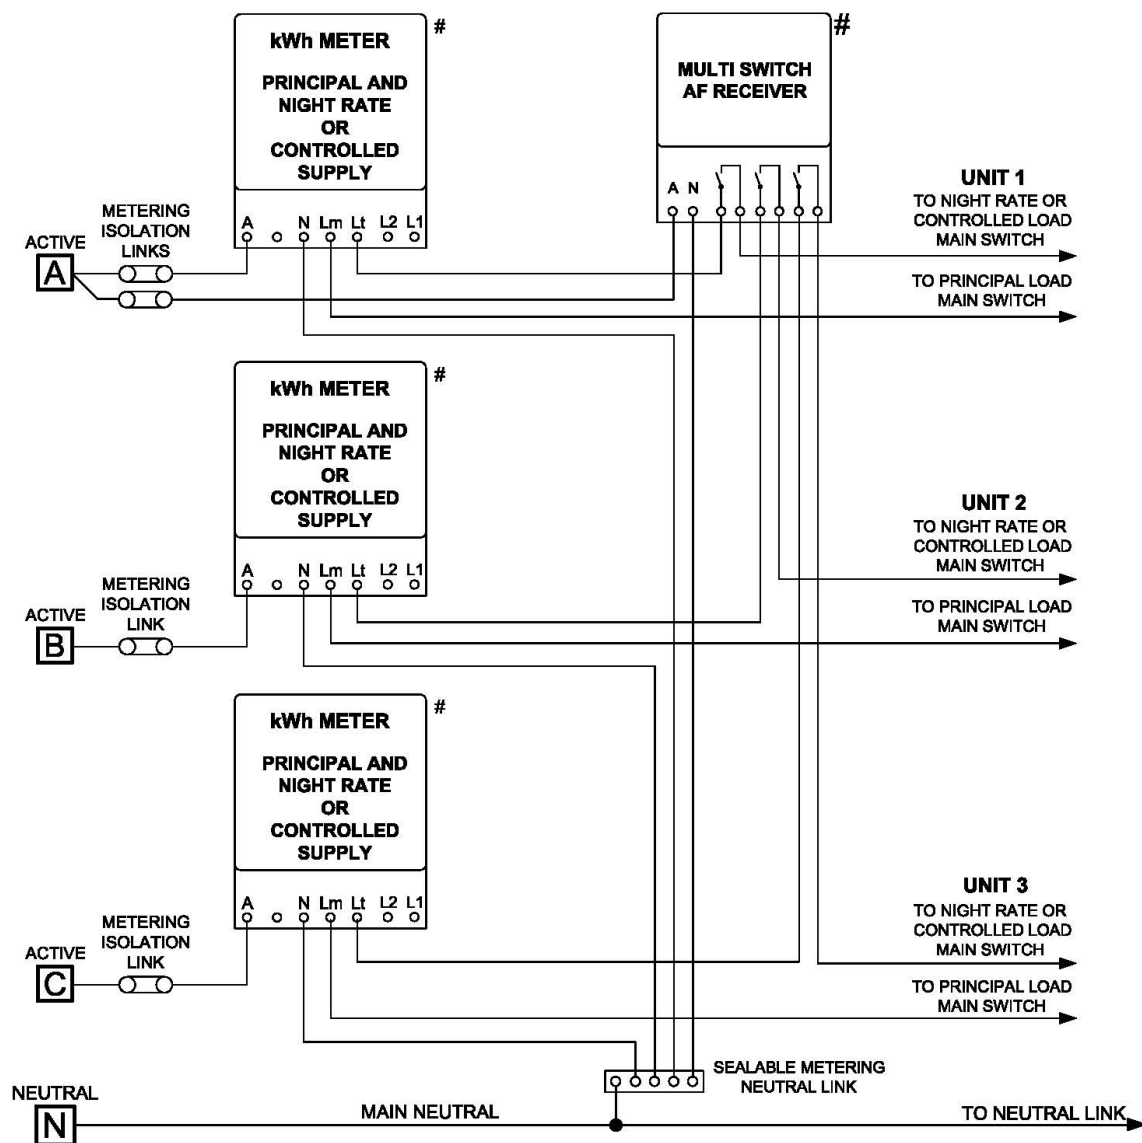 kWh METER
#
PRINCIPAL AND
NIGHT RATE
OR
CONTROLLED
SUPPLY
A N Lm Lt L2 L1
MULTI SWITCH
AF RECEIVER
#
A N
METERING
ISOLATION
LINKS
ACTIVE
A
UNIT 1
TO NIGHT RATE OR
CONTROLLED LOAD
MAIN SWITCH
TO PRINCIPAL LOAD
MAIN SWITCH
kWh METER
#
PRINCIPAL AND
NIGHT RATE
OR
CONTROLLED
SUPPLY
A N Lm Lt L2 L1
METERING
ISOLATION
LINK
ACTIVE
B
UNIT 2
TO NIGHT RATE OR
CONTROLLED LOAD
MAIN SWITCH
TO PRINCIPAL LOAD
MAIN SWITCH
kWh METER
#
PRINCIPAL AND
NIGHT RATE
OR
CONTROLLED
SUPPLY
A N Lm Lt L2 L1
METERING
ISOLATION
LINK
ACTIVE
C
UNIT 3
TO NIGHT RATE OR
CONTROLLED LOAD
MAIN SWITCH
TO PRINCIPAL LOAD
MAIN SWITCH
SEALABLE METERING
NEUTRAL LINK
NEUTRAL
N
MAIN NEUTRAL
TO NEUTRAL LINK